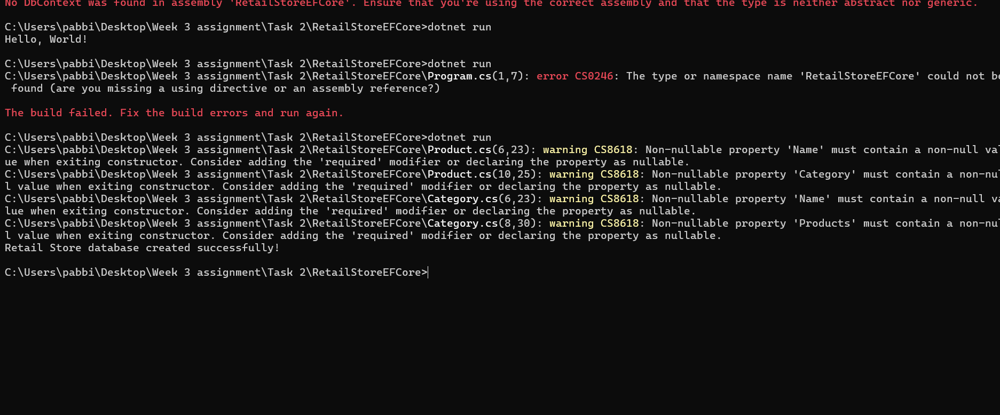 No DbContext was found in assembly 'RetailStoreEFCore'. Ensure that you're using the correct assembly and that the type is neither abstract nor generic.
C:\Users\pabbi\Desktop\Week 3 assignment\Task 2\RetailStoreEFCore>dotnet run
Hello, World!
C:\Users\pabbi\Desktop\Week 3 assignment\Task 2\RetailStoreEFCore>dotnet run
C:\Users\pabbi\Desktop\Week 3 assignment\Task 2\RetailStoreEFCore\Program.cs(1,7): error CS0246: The type or namespace name 'RetailStoreEFCore' could not be
found (are you missing a using directive or an assembly reference?)
The build failed. Fix the build errors and run again.
C:\Users\pabbi\Desktop\Week 3 assignment\Task 2\RetailStoreEFCore>dotnet run
C:\Users\pabbi\Desktop\Week 3 assignment\Task 2\RetailStoreEFCore\Product.cs(6,23): warning CS8618: Non-nullable property 'Name' must contain a non-null val
ue when exiting constructor. Consider adding the 'required' modifier or declaring the property as nullable.
C:\Users\pabbi\Desktop\Week 3 assignment\Task 2\RetailStoreEFCore\Product.cs(10,25): warning CS8618: Non-nullable property 'Category' must contain a non-nul
l value when exiting constructor. Consider adding the 'required' modifier or declaring the property as nullable.
C:\Users\pabbi\Desktop\Week 3 assignment\Task 2\RetailStoreEFCore\Category.cs(6,23): warning CS8618: Non-nullable property 'Name' must contain a non-null va
lue when exiting constructor. Consider adding the 'required' modifier or declaring the property as nullable.
C:\Users\pabbi\Desktop\Week 3 assignment\Task 2\RetailStoreEFCore\Category.cs(8,30): warning CS8618: Non-nullable property 'Products' must contain a non-nul
l value when exiting constructor. Consider adding the 'required' modifier or declaring the property as nullable.
Retail Store database created successfully!
C:\Users\pabbi\Desktop\Week 3 assignment\Task 2\RetailStoreEFCore>